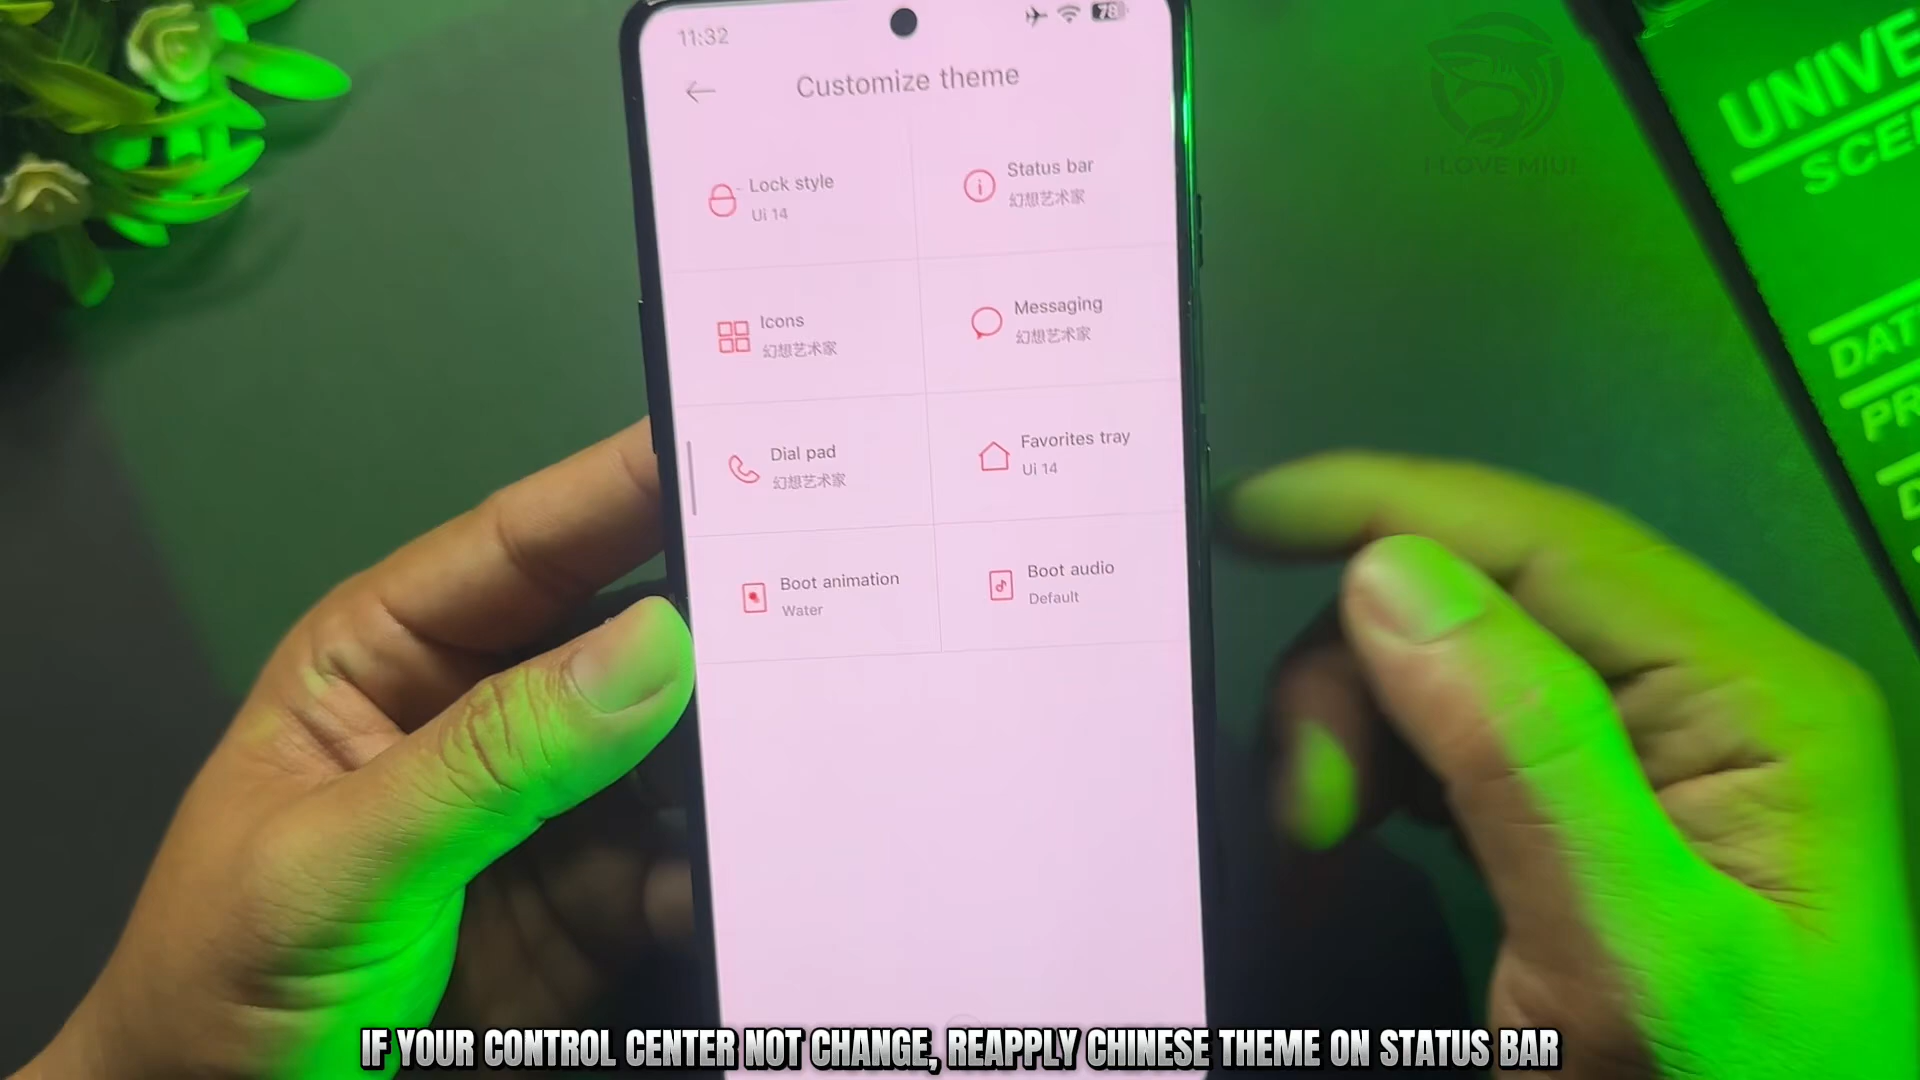 11:32
78
Customize theme
Lock style
Ui 14
Status bar
幻想艺术家
Icons
幻想艺术家
Messaging
幻想艺术家
Dial pad
幻想艺术家
Favorites tray
Ui 14
Boot animation
Water
Boot audio
Default
I LOVE MIUI
UNIVE
SCE
DAT
PR
D
IF YOUR CONTROL CENTER NOT CHANGE, REAPPLY CHINESE THEME ON STATUS BAR